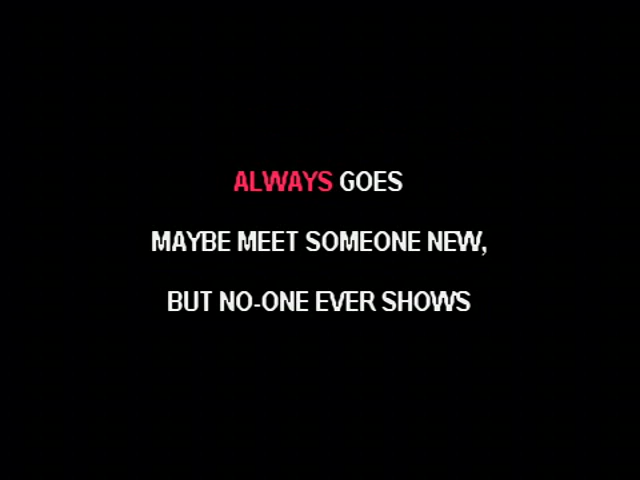 ALWAYS GOES
MAYBE MEET SOMEONE NEW,
BUT NO-ONE EVER SHOWS